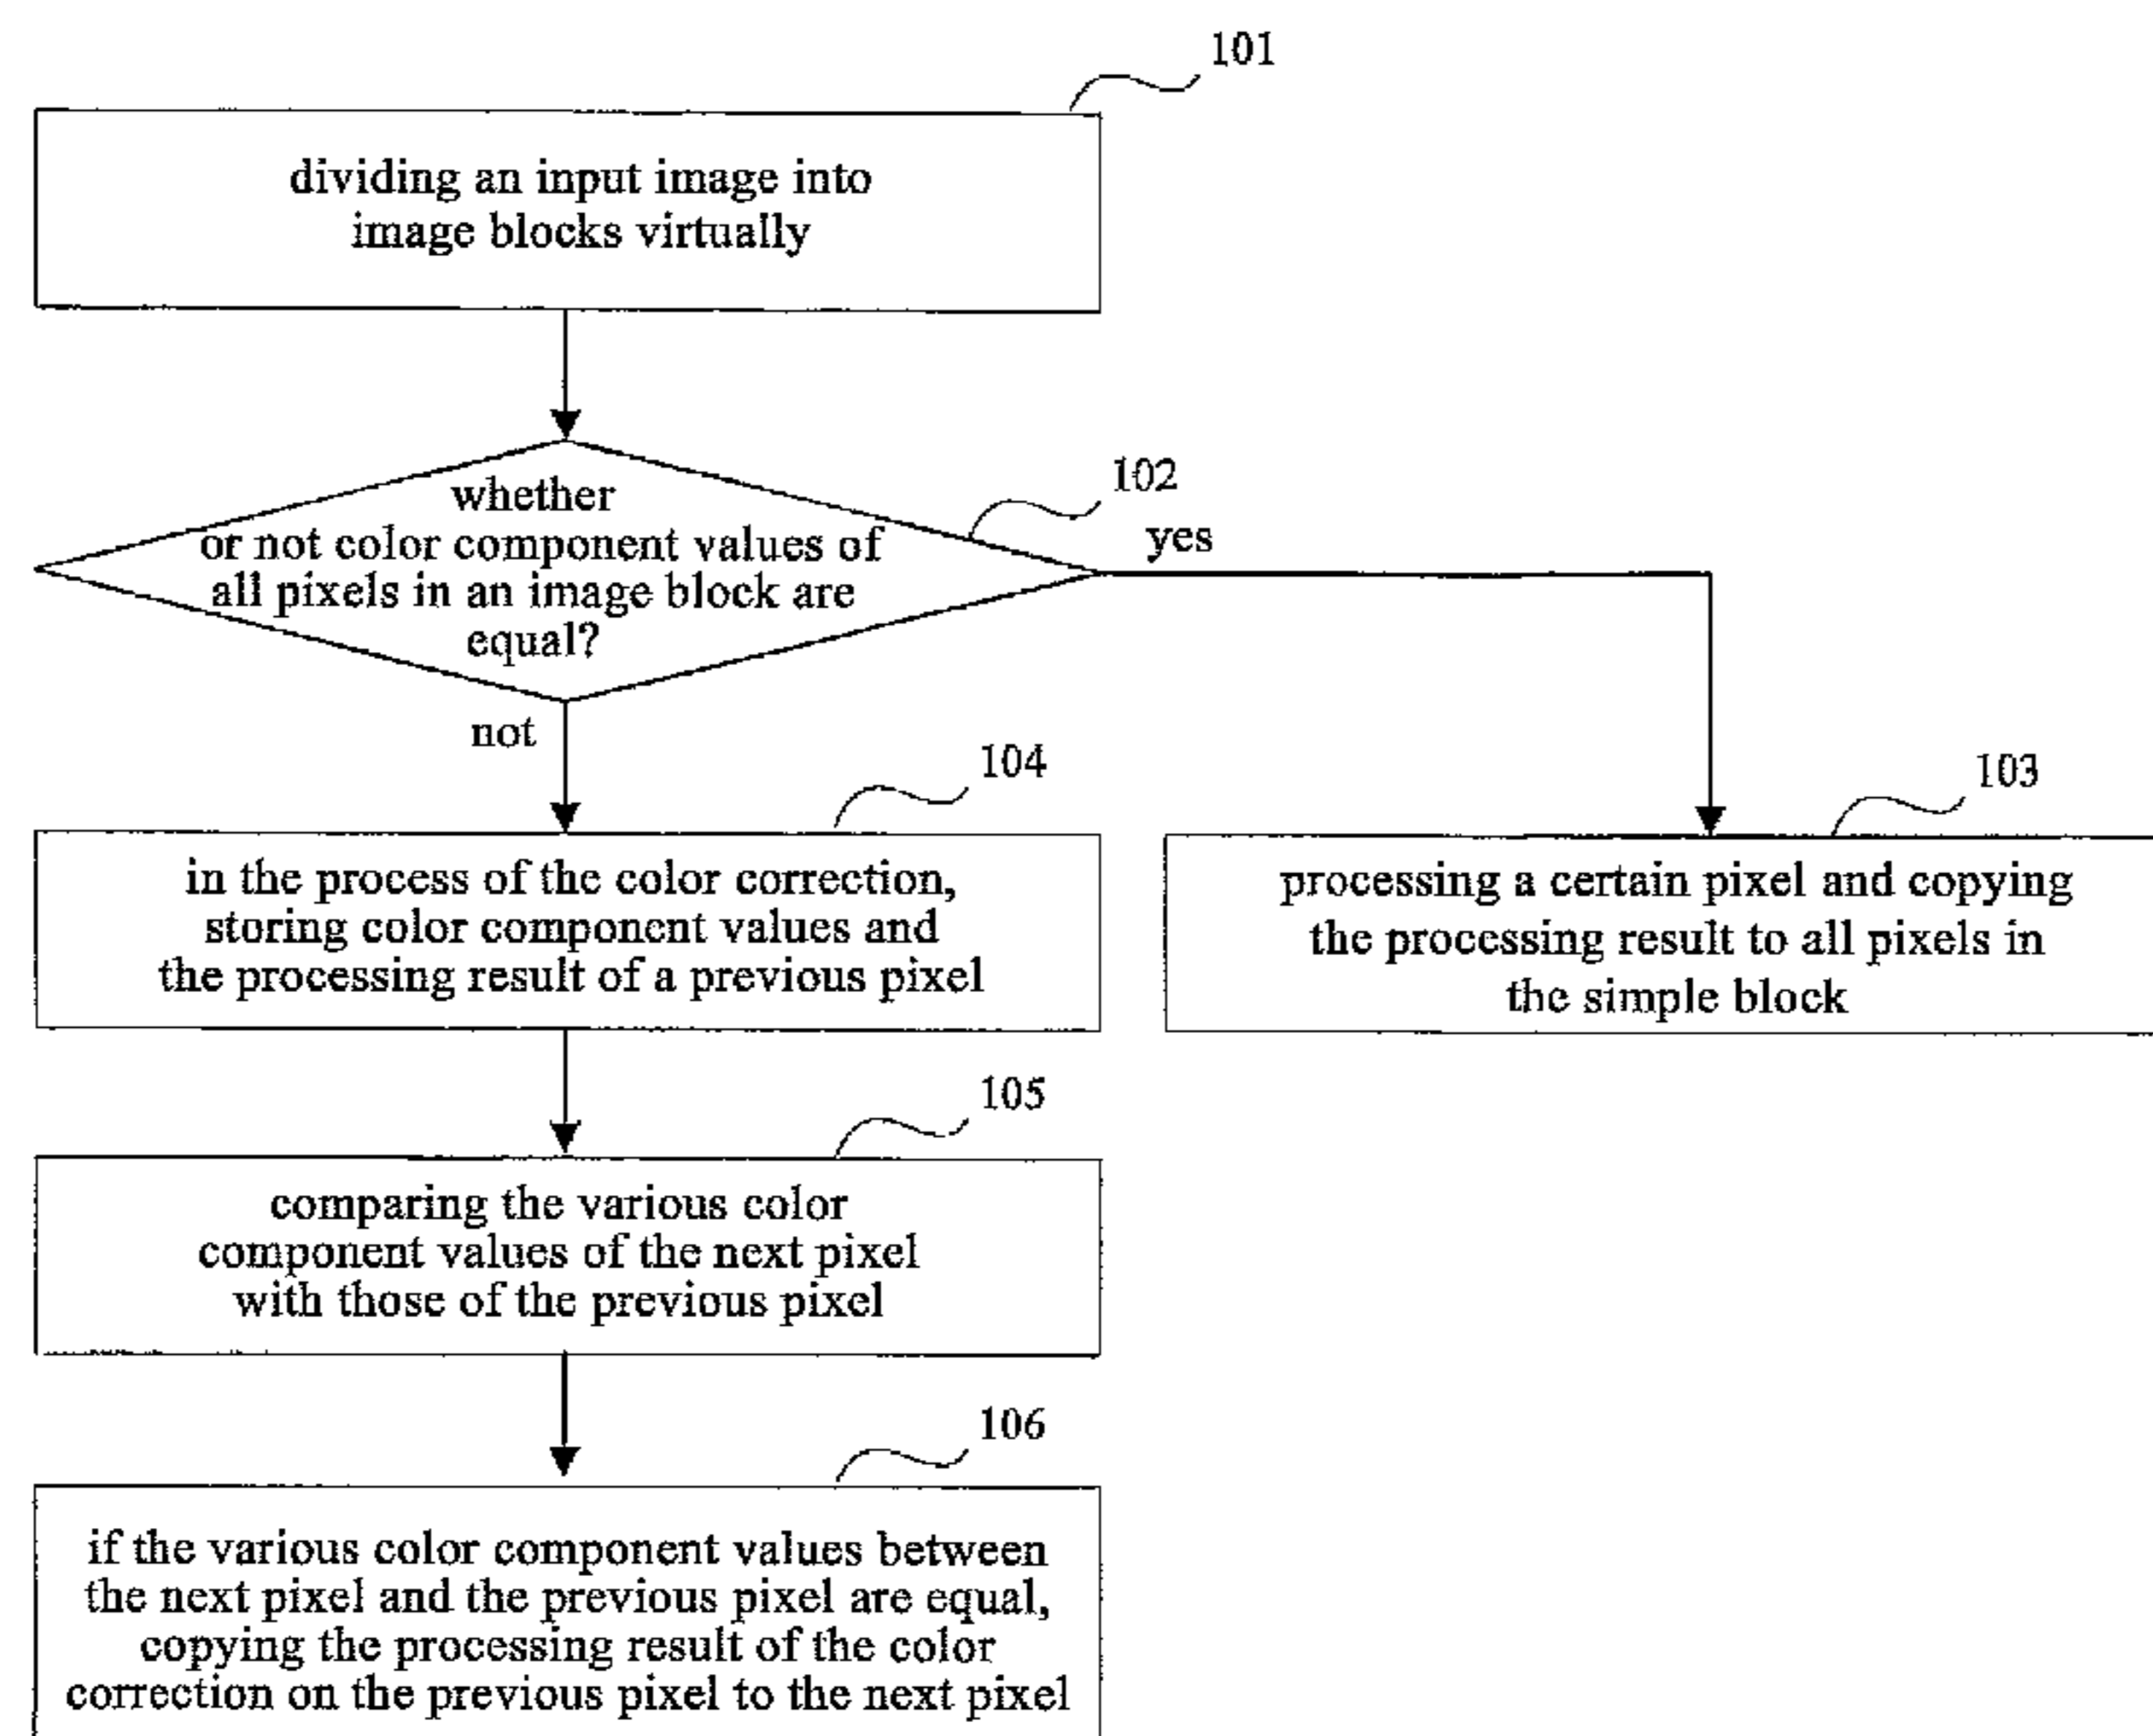 101
dividing an input image into
image blocks virtually
102
whether
or not color component values of
all pixels in an image block are
equal?
yes
not
104
in the process of the color correction,
storing color component values and
the processing result of a previous pixel
103
processing a certain pixel and copying
the processing result to all pixels in
the simple block
105
comparing the various color
component values of the next pixel
with those of the previous pixel
106
if the various color component values between
the next pixel and the previous pixel are equal,
copying the processing result of the color
correction on the previous pixel to the next pixel